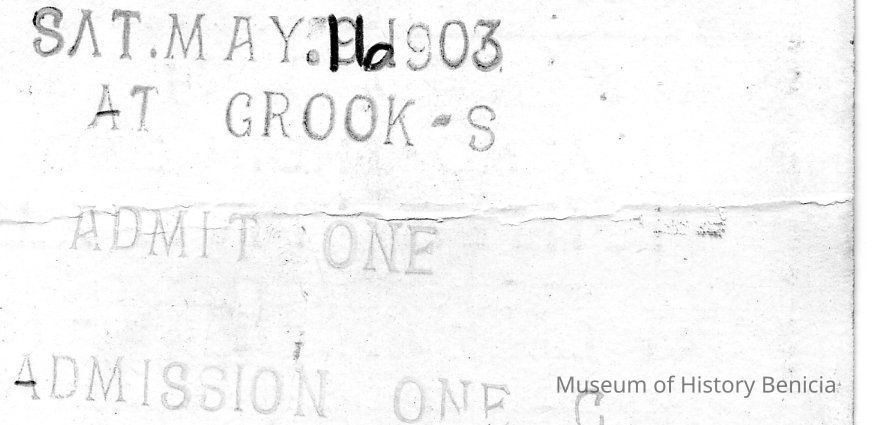 SAT.MAY.16 1903
AT GROOK-S
ADMIT ONE
ADMISSION ONE C
Museum of History Benicia